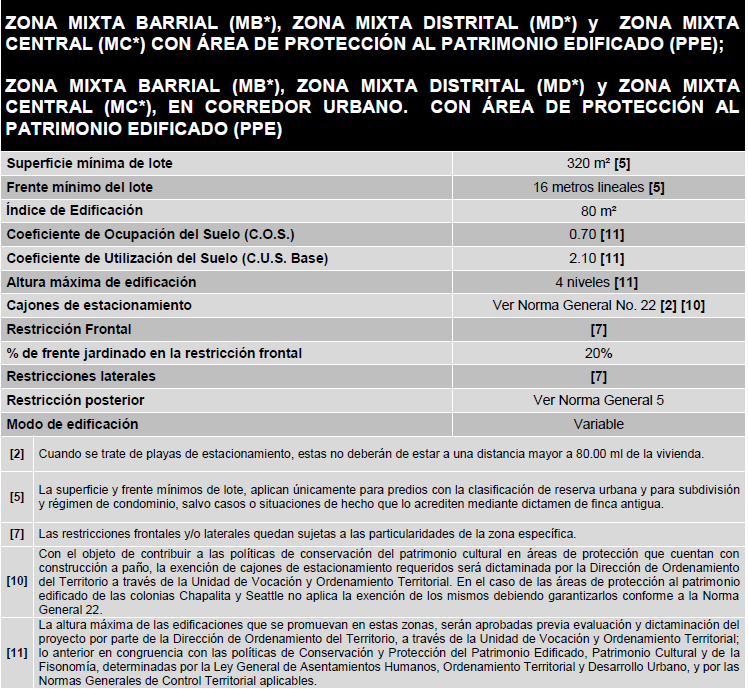 ZONA MIXTA BARRIAL (MB*), ZONA MIXTA DISTRITAL (MD*) y ZONA MIXTA
CENTRAL (MC*) CON ÁREA DE PROTECCIÓN AL PATRIMONIO EDIFICADO (PPE);
ZONA MIXTA BARRIAL (MB*), ZONA MIXTA DISTRITAL (MD*) y ZONA MIXTA
CENTRAL (MC*), EN CORREDOR URBANO. CON ÁREA DE PROTECCIÓN AL
PATRIMONIO EDIFICADO (PPE)
Superficie mínima de lote 320 m² [5]
Frente mínimo del lote 16 metros lineales [5]
Índice de Edificación 80 m²
Coeficiente de Ocupación del Suelo (C.O.S.) 0.70 [11]
Coeficiente de Utilización del Suelo (C.U.S. Base) 2.10 [11]
Altura máxima de edificación 4 niveles [11]
Cajones de estacionamiento Ver Norma General No. 22 [2] [10]
Restricción Frontal [7]
% de frente jardinado en la restricción frontal 20%
Restricciones laterales [7]
Restricción posterior Ver Norma General 5
Modo de edificación Variable
[2] Cuando se trate de playas de estacionamiento, estas no deberán de estar a una distancia mayor a 80.00 ml de la vivienda.
[5] La superficie y frente mínimos de lote, aplican únicamente para predios con la clasificación de reserva urbana y para subdivisión
y régimen de condominio, salvo casos o situaciones de hecho que lo acrediten mediante dictamen de finca antigua.
[7] Las restricciones frontales y/o laterales quedan sujetas a las particularidades de la zona específica.
[10] Con el objeto de contribuir a las políticas de conservación del patrimonio cultural en áreas de protección que cuentan con
construcción a paño, la exención de cajones de estacionamiento requeridos será dictaminada por la Dirección de Ordenamiento
del Territorio a través de la Unidad de Vocación y Ordenamiento Territorial. En el caso de las áreas de protección al patrimonio
edificado de las colonias Chapalita y Seattle no aplica la exención de los mismos debiendo garantizarlos conforme a la Norma
General 22.
[11] La altura máxima de las edificaciones que se promuevan en estas zonas, serán aprobadas previa evaluación y dictaminación del
proyecto por parte de la Dirección de Ordenamiento del Territorio, a través de la Unidad de Vocación y Ordenamiento Territorial;
lo anterior en congruencia con las políticas de Conservación y Protección del Patrimonio Edificado, Patrimonio Cultural y de la
Fisonomía, determinadas por la Ley General de Asentamientos Humanos, Ordenamiento Territorial y Desarrollo Urbano, y por las
Normas Generales de Control Territorial aplicables.